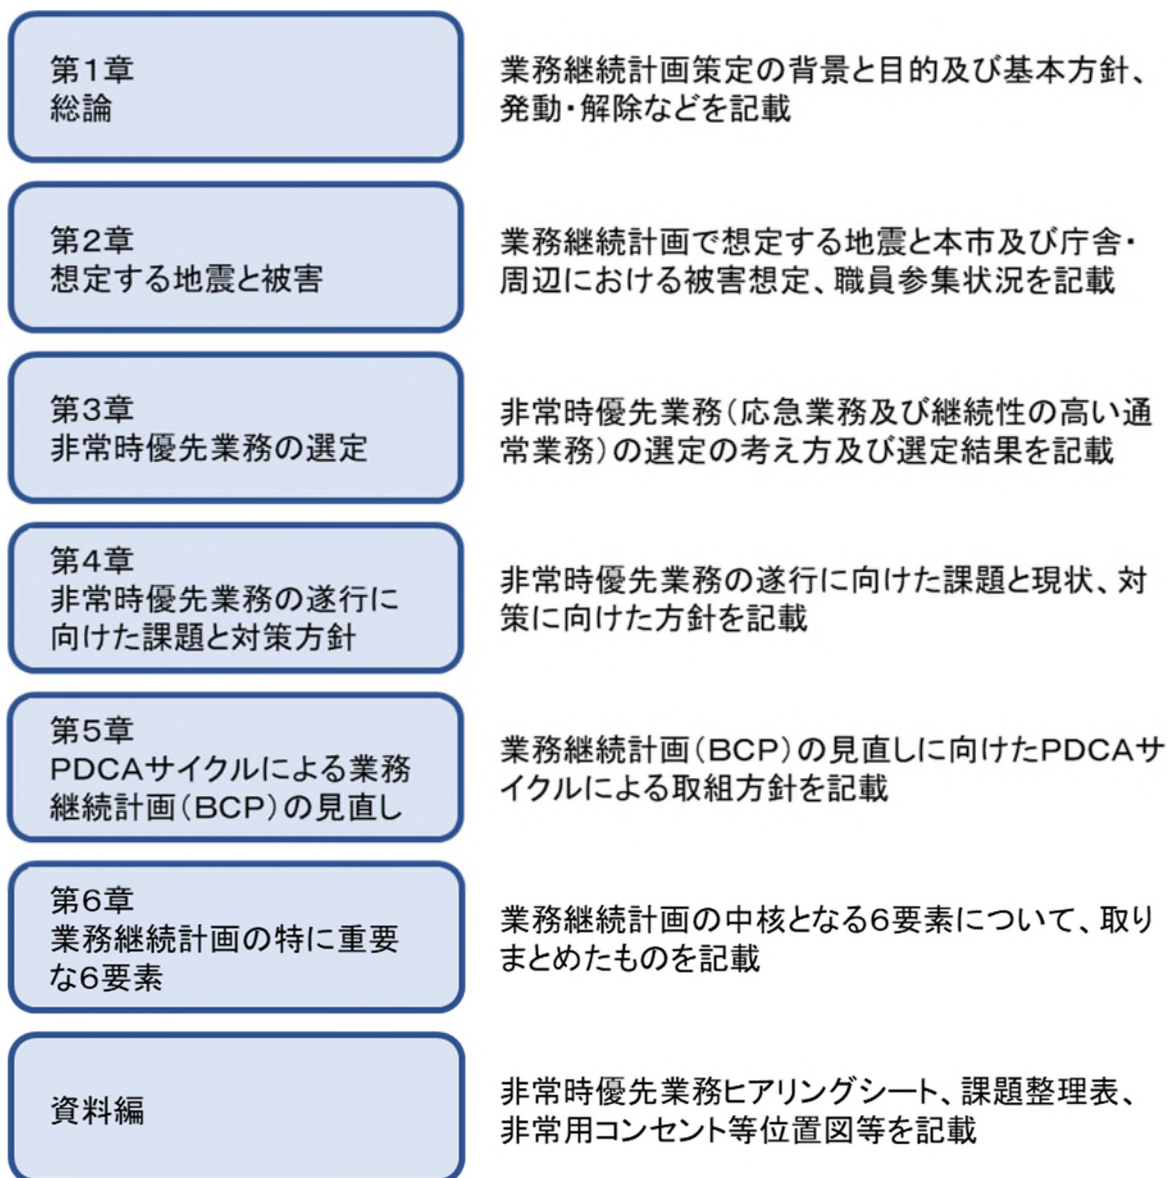 第1章
総論
業務継続計画策定の背景と目的及び基本方針、
発動・解除などを記載
第2章
想定する地震と被害
業務継続計画で想定する地震と本市及び庁舎・
周辺における被害想定、職員参集状況を記載
第3章
非常時優先業務の選定
非常時優先業務(応急業務及び継続性の高い通
常業務)の選定の考え方及び選定結果を記載
第4章
非常時優先業務の遂行に
向けた課題と対策方針
非常時優先業務の遂行に向けた課題と現状、対
策に向けた方針を記載
第5章
PDCAサイクルによる業務
継続計画(BCP)の見直し
業務継続計画(BCP)の見直しに向けたPDCAサ
イクルによる取組方針を記載
第6章
業務継続計画の特に重要
な6要素
業務継続計画の中核となる6要素について、取り
まとめたものを記載
資料編
非常時優先業務ヒアリングシート、課題整理表、
非常用コンセント等位置図等を記載